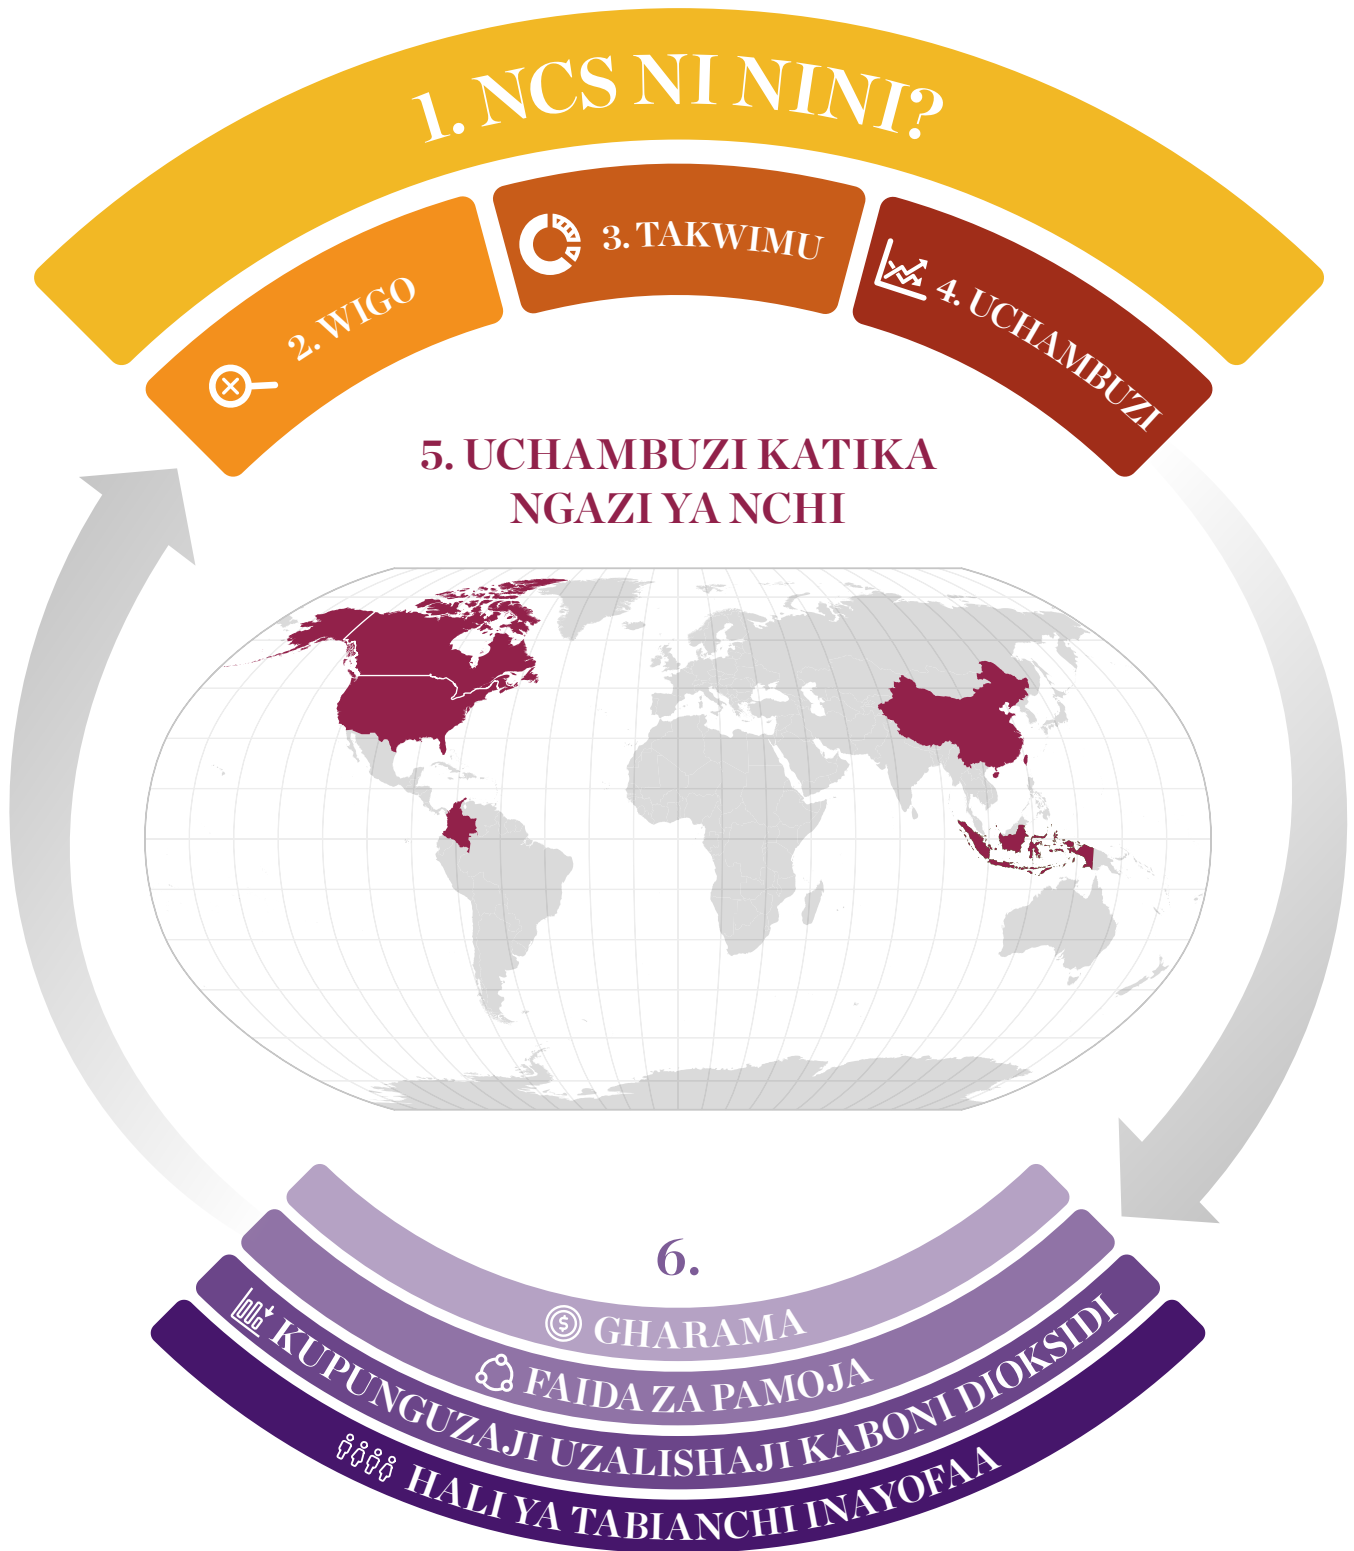 1. NCS NI NINI?
2. WIGO
3. TAKWIMU
4. UCHAMBUZI
5. UCHAMBUZI KATIKA
NGAZI YA NCHI
6.
$ GHARAMA
FAIDA ZA PAMOJA
KUPUNGUZAJI UZALISHAJI KABONI DIOKSIDI
HALI YA TABIANCHI INAYOFAA